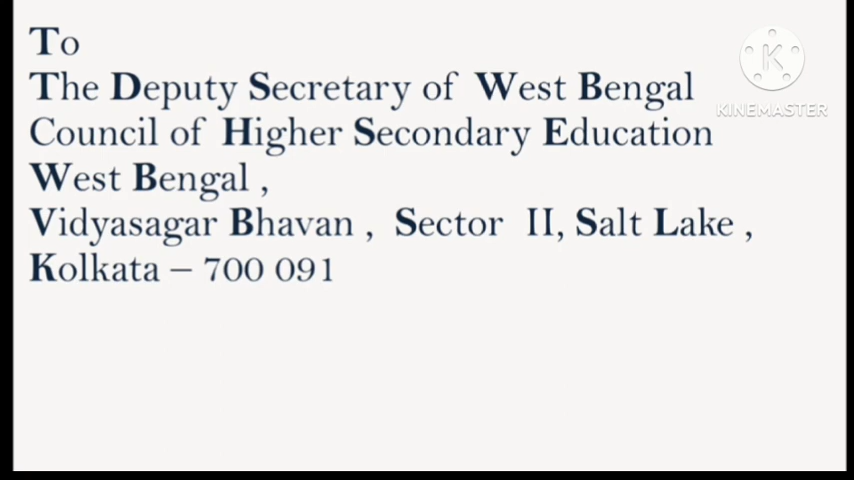 To
The Deputy Secretary of West Bengal
Council of Higher Secondary Education
West Bengal ,
Vidyasagar Bhavan , Sector II, Salt Lake ,
Kolkata – 700 091
K
KINEMASTER